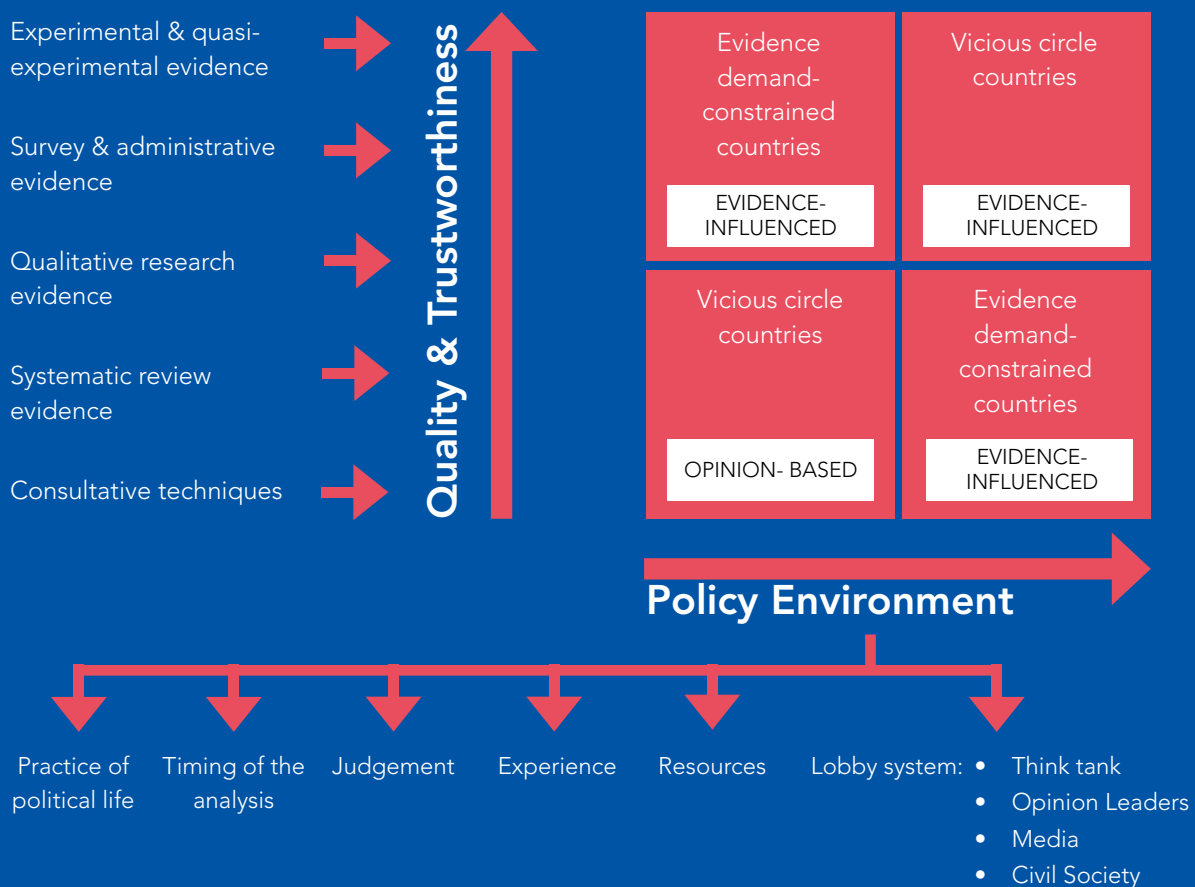 Experimental & quasi-
experimental evidence
Survey & administrative
evidence
Qualitative research
evidence
Systematic review
evidence
Consultative techniques
Quality & Trustworthiness
Evidence
demand-
constrained
countries
EVIDENCE-
INFLUENCED
Vicious circle
countries
EVIDENCE-
INFLUENCED
Vicious circle
countries
OPINION- BASED
Evidence
demand-
constrained
countries
EVIDENCE-
INFLUENCED
Policy Environment
Practice of
political life
Timing of the
analysis
Judgement
Experience
Resources
Lobby system:
• Think tank
• Opinion Leaders
• Media
• Civil Society